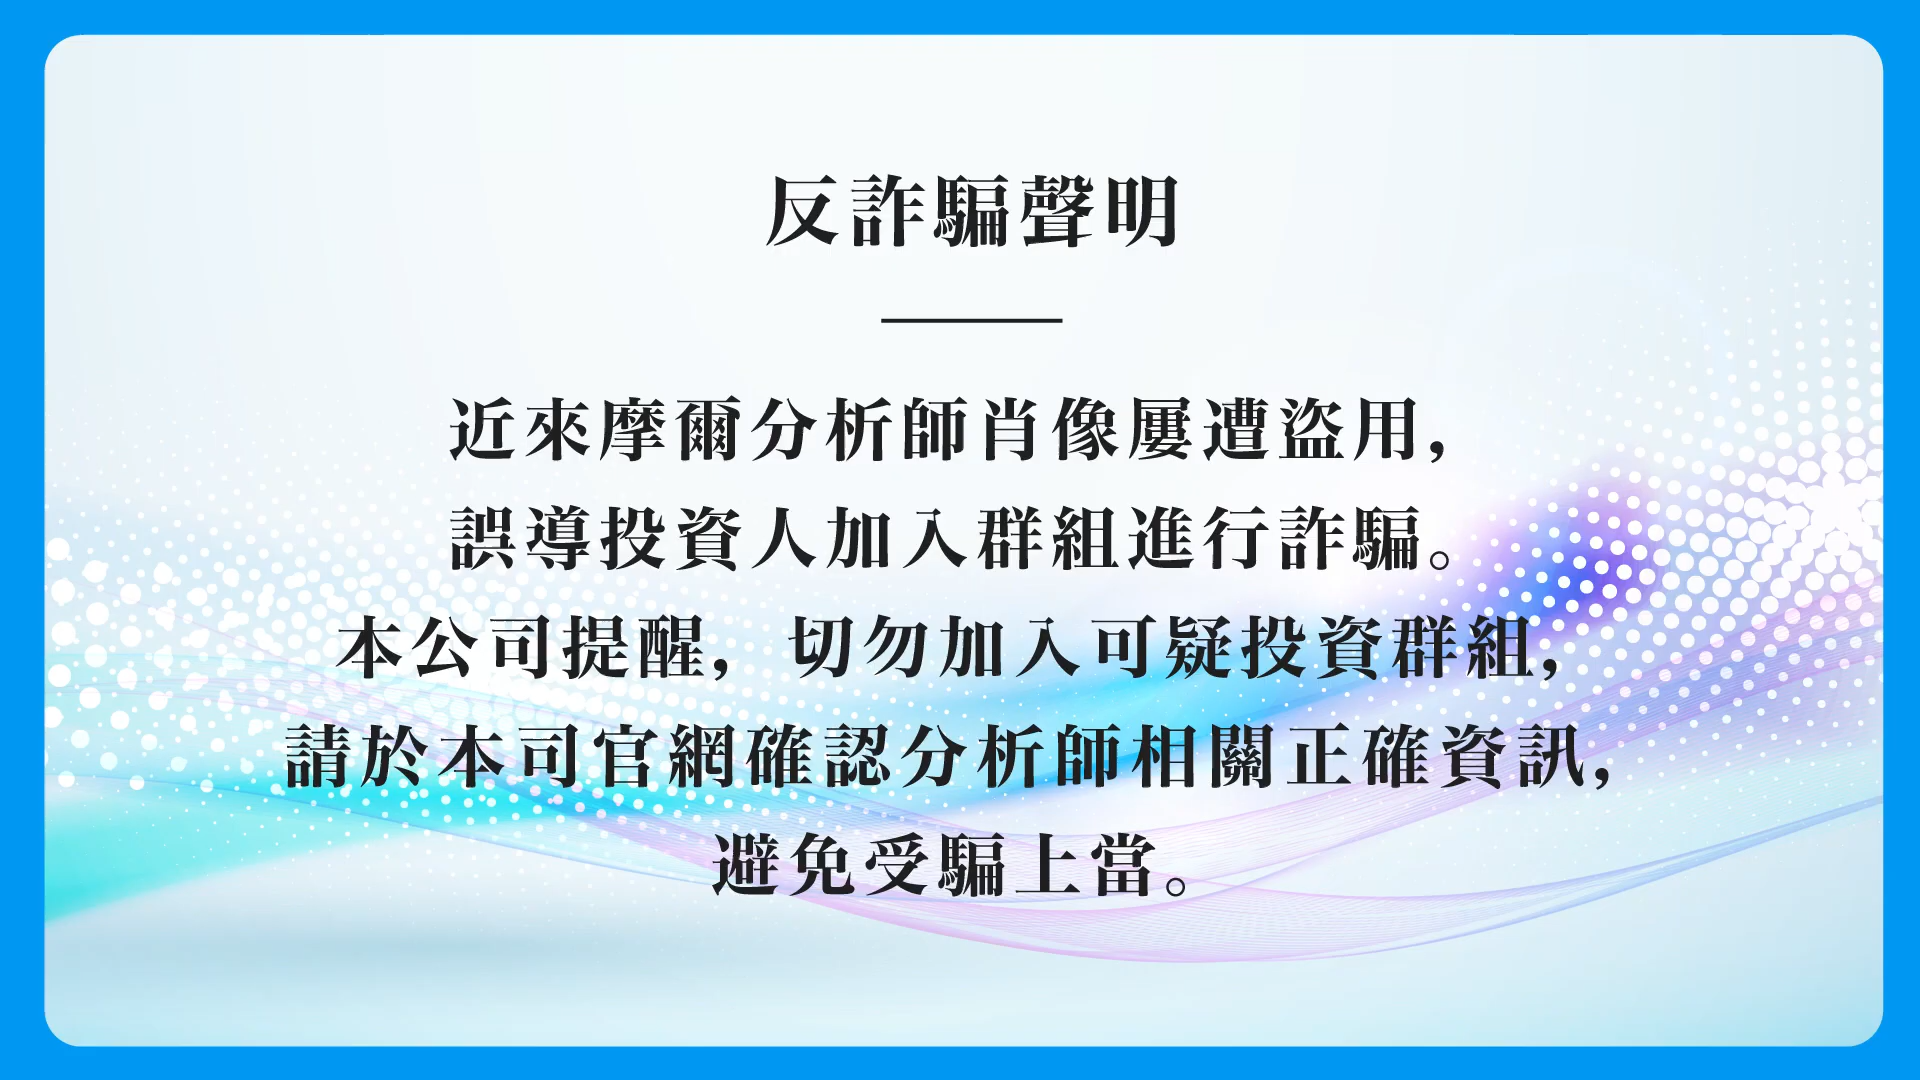 反詐騙聲明
近來摩爾分析師肖像屢遭盜用,
誤導投資人加入群組進行詐騙。
本公司提醒, 切勿加入可疑投資群組,
請於本司官網確認分析師相關正確資訊,
避免受騙上當。